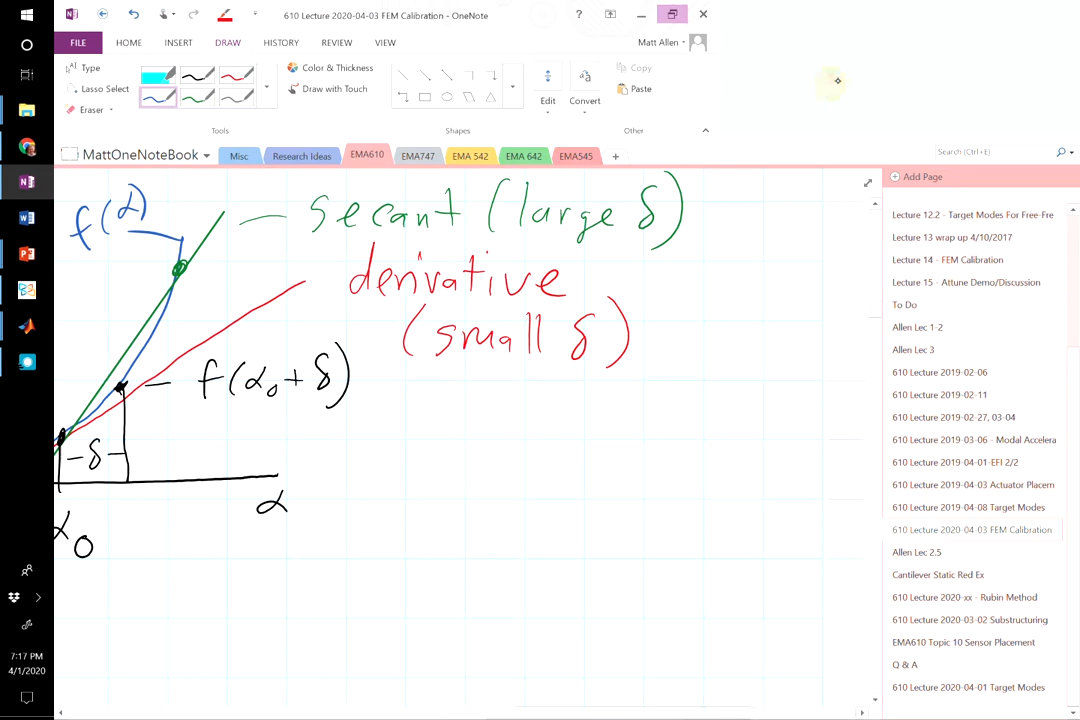 610 Lecture 2020-04-03 FEM Calibration - OneNote
?
FILE
HOME
INSERT
DRAW
HISTORY
REVIEW
VIEW
Matt Allen
Type
Lasso Select
Eraser
Color & Thickness
Draw with Touch
Edit
Convert
Copy
Paste
Tools
Shapes
Other
MattOneNoteBook
Misc
Research Ideas
EMA610
EMA747
EMA 542
EMA 642
EMA545
+
Search (Ctrl+E)
Add Page
f(α)
secant (large δ)
derivative
(small δ)
f(α₀ + δ)
δ
α
α₀
Lecture 12.2 - Target Modes For Free-Fre
Lecture 13 wrap up 4/10/2017
Lecture 14 - FEM Calibration
Lecture 15 - Attune Demo/Discussion
To Do
Allen Lec 1-2
Allen Lec 3
610 Lecture 2019-02-06
610 Lecture 2019-02-11
610 Lecture 2019-02-27, 03-04
610 Lecture 2019-03-06 - Modal Accelera
610 Lecture 2019-04-01-EFI 2/2
610 Lecture 2019-04-03 Actuator Placem
610 Lecture 2019-04-08 Target Modes
610 Lecture 2020-04-03 FEM Calibration
Allen Lec 2.5
Cantilever Static Red Ex
610 Lecture 2020-xx - Rubin Method
610 Lecture 2020-03-02 Substructuring
EMA610 Topic 10 Sensor Placement
Q & A
610 Lecture 2020-04-01 Target Modes
7:17 PM
4/1/2020